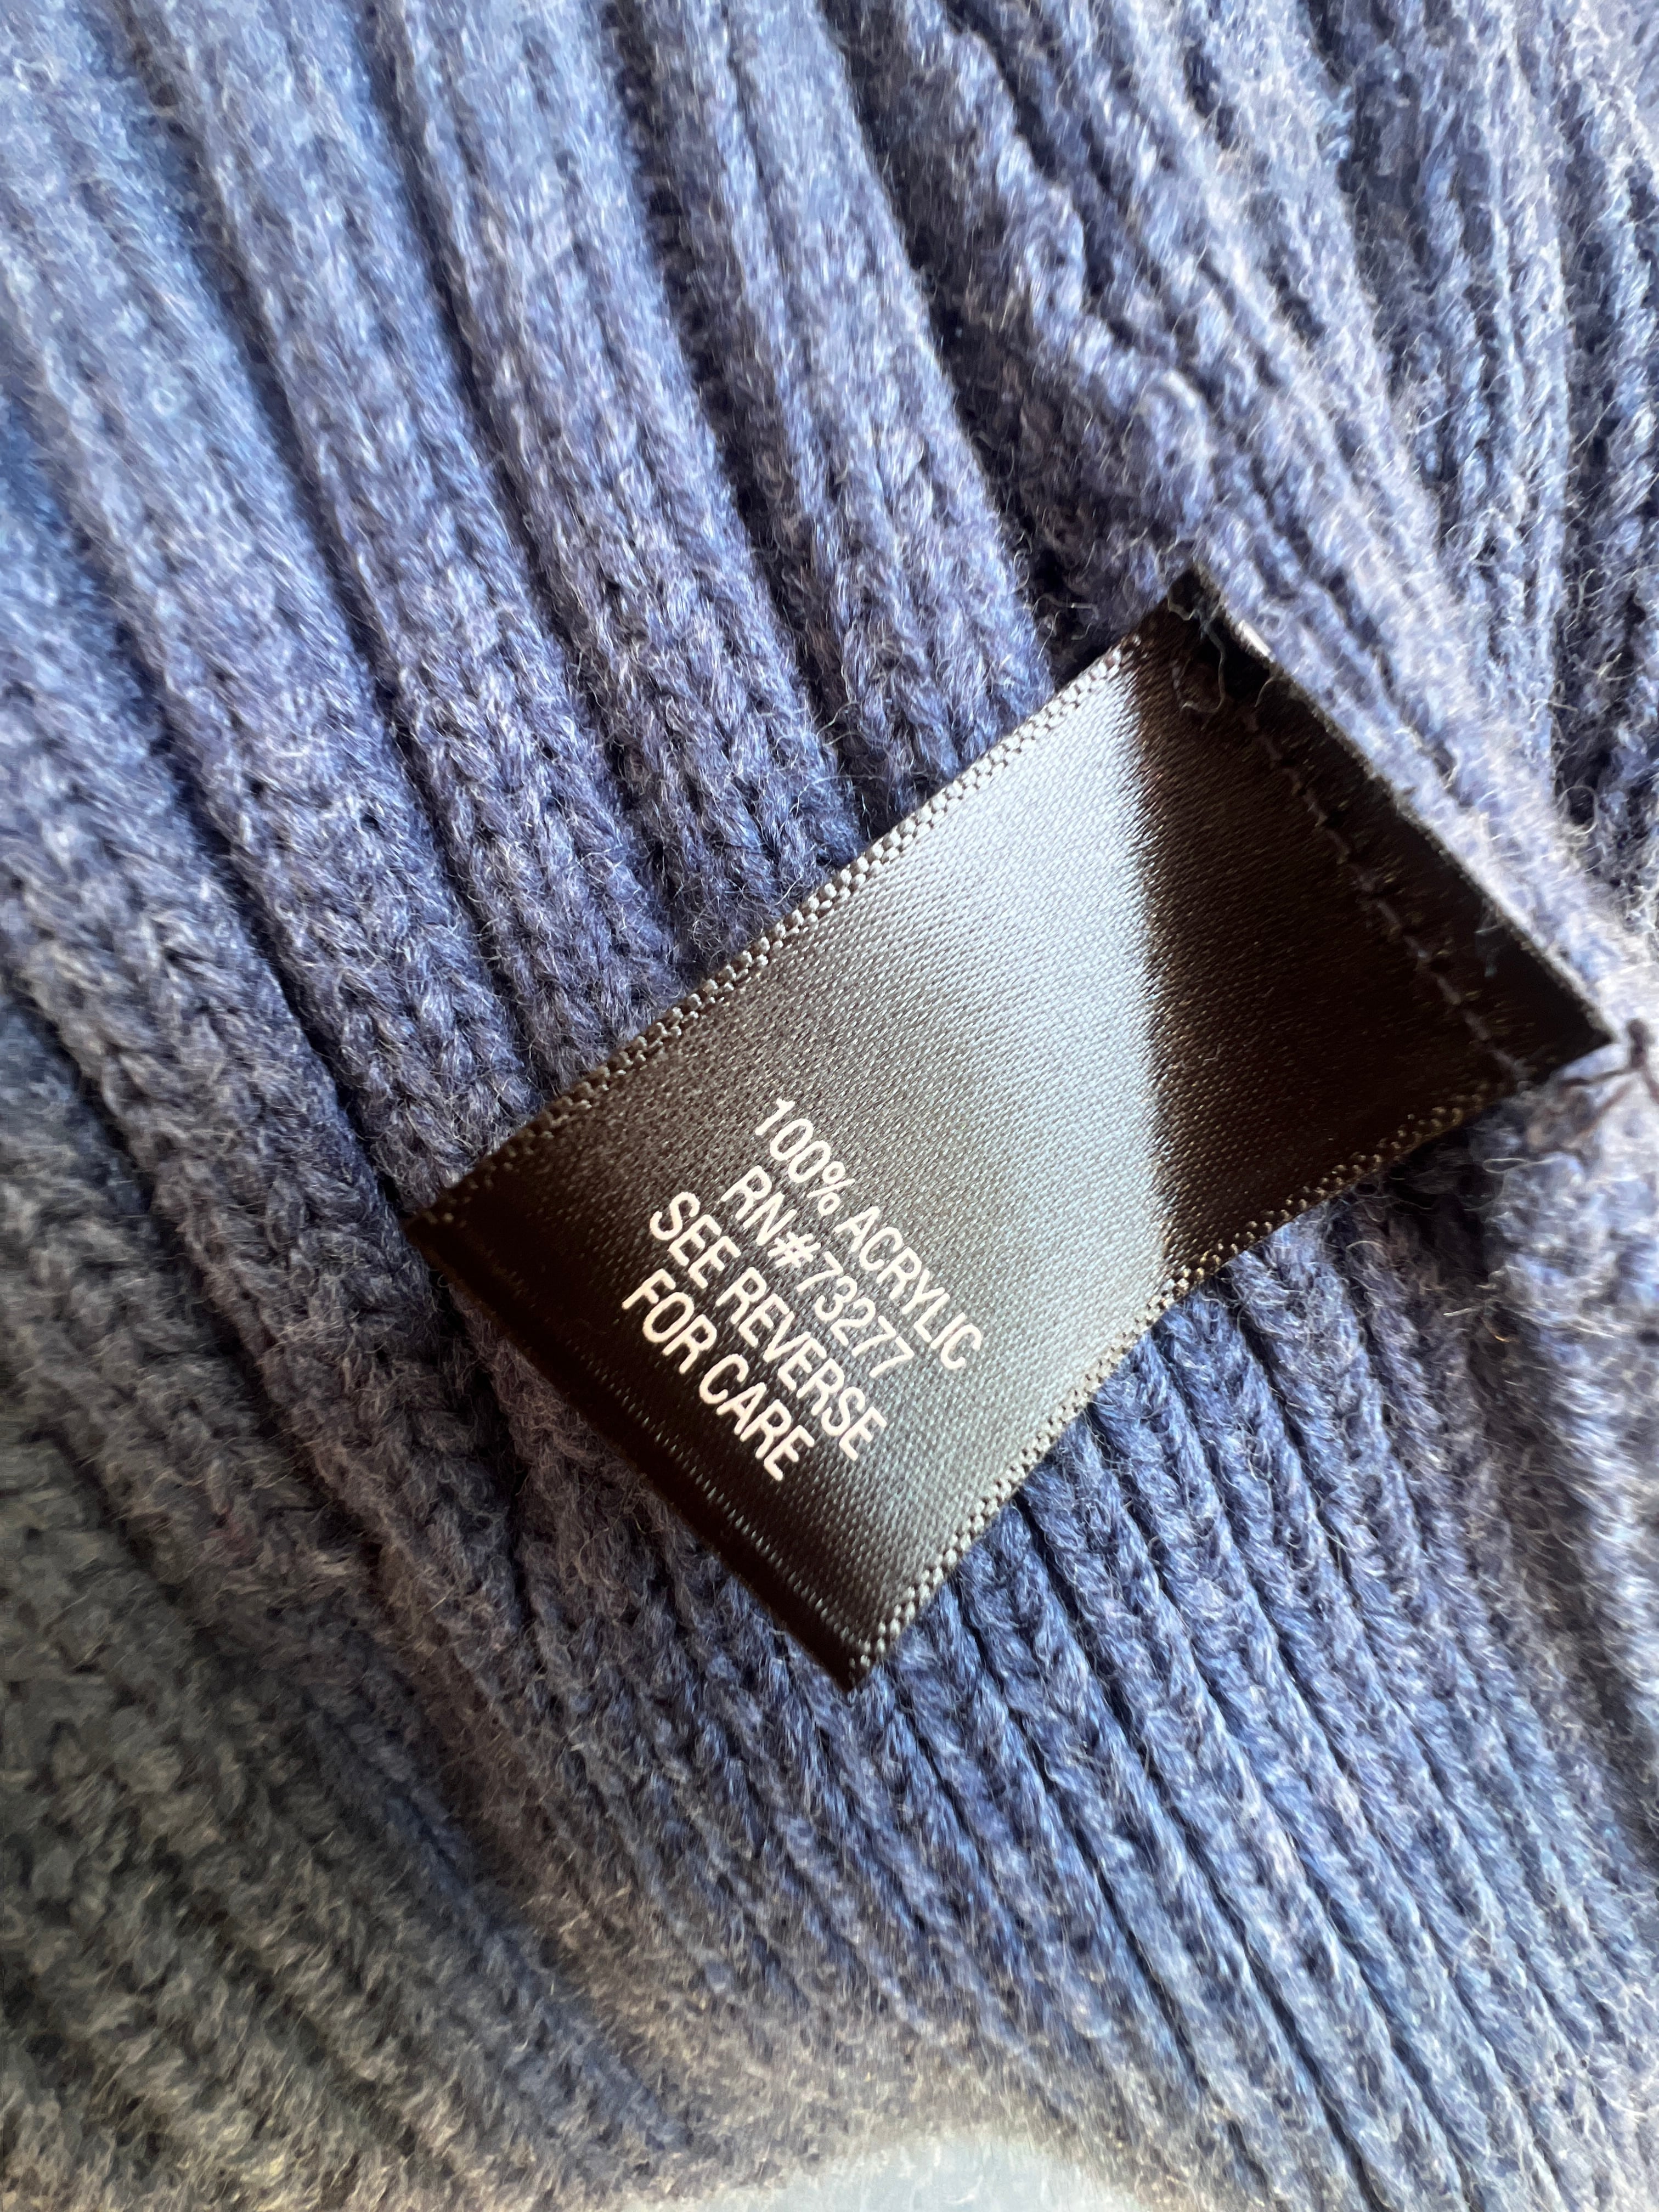 100% ACRYLIC
RN#73277
SEE REVERSE
FOR CARE